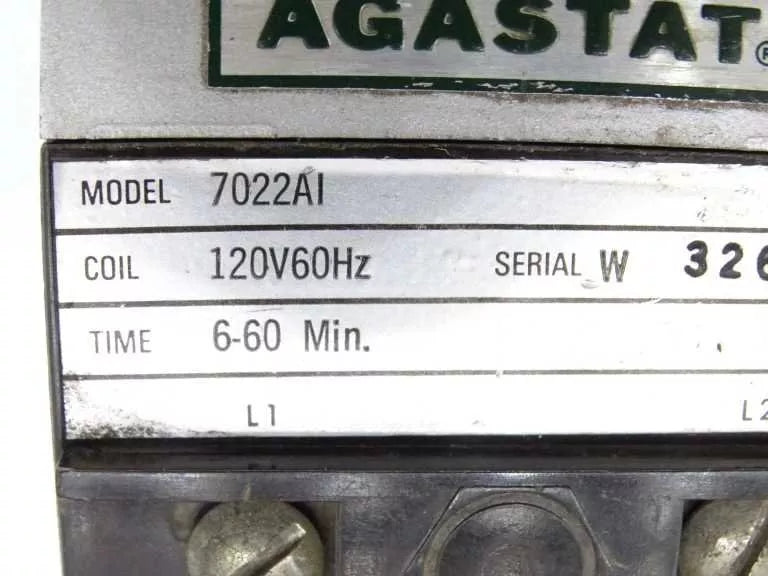 AGASTAT®
MODEL 7022AI
COIL 120V60Hz SERIAL W 326
TIME 6-60 Min.
L1 L2